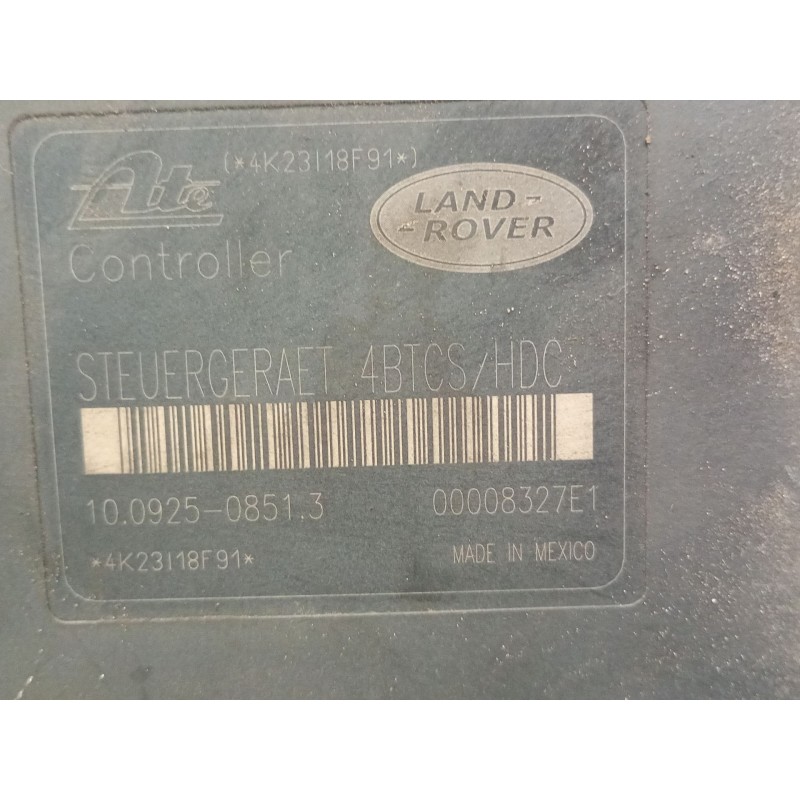 Ate (*4K23I18F91*)
LAND-
-ROVER
Controller
STEUERGERAET 4BTCS/HDC
10.0925-0851.3 00008327E1
*4K23I18F91* MADE IN MEXICO